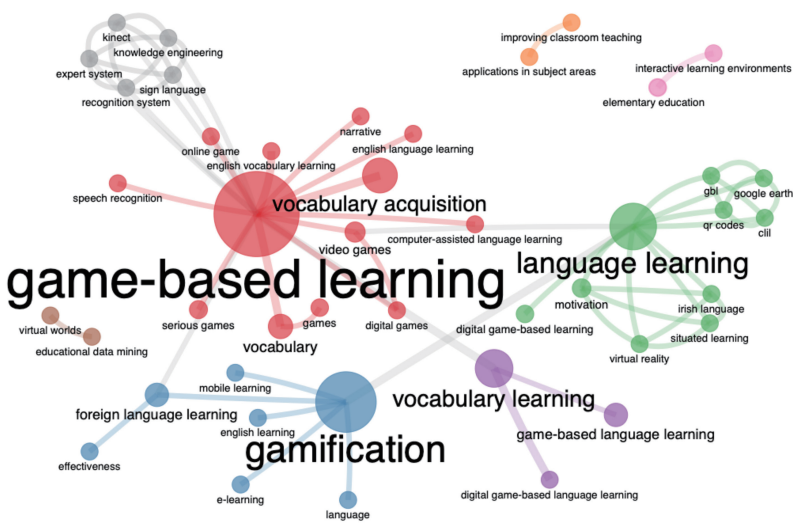 kinect
knowledge engineering
expert system
sign language
recognition system
improving classroom teaching
applications in subject areas
interactive learning environments
elementary education
narrative
online game
english language learning
english vocabulary learning
speech recognition
vocabulary acquisition
gbl
google earth
qr codes
clil
computer-assisted language learning
video games
language learning
game-based learning
motivation
irish language
virtual worlds
serious games
games
digital games
digital game-based learning
situated learning
educational data mining
vocabulary
virtual reality
mobile learning
vocabulary learning
foreign language learning
english learning
game-based language learning
gamification
effectiveness
e-learning
digital game-based language learning
language